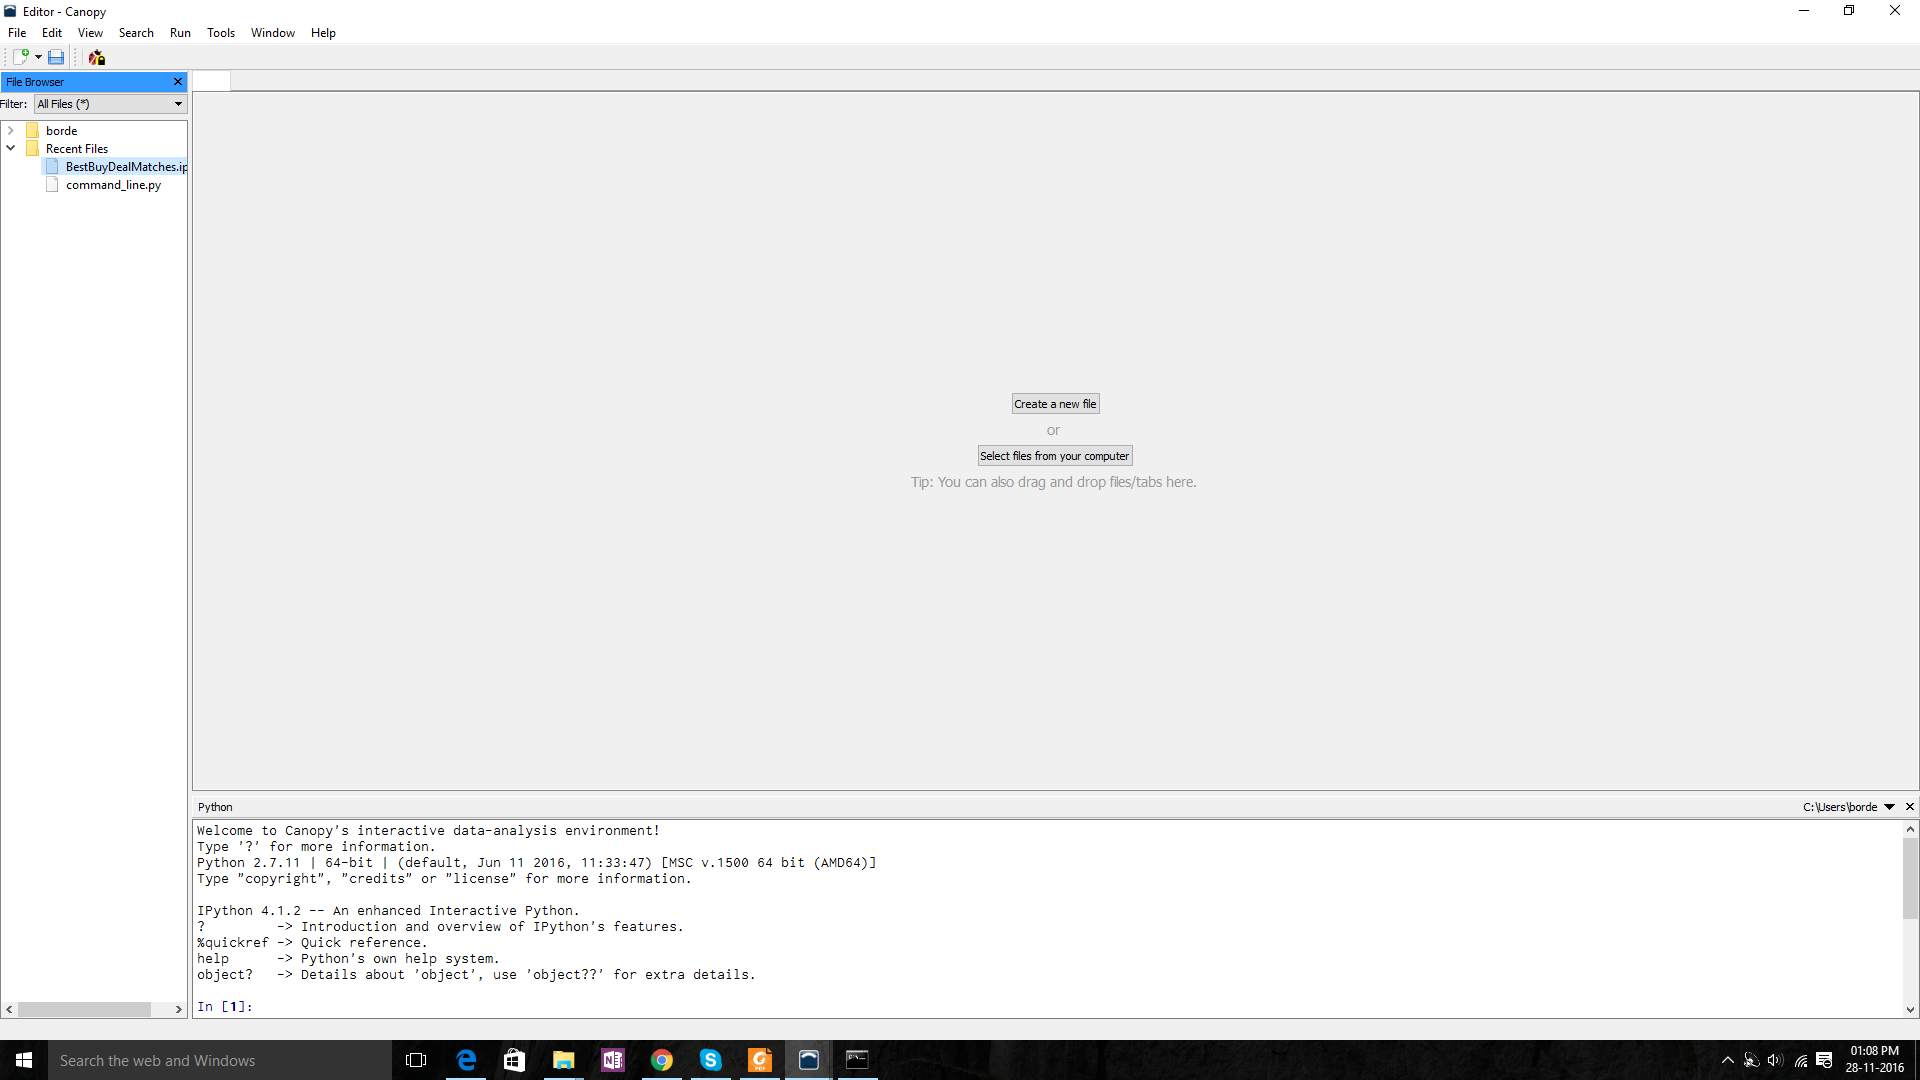 Editor - Canopy
File Edit View Search Run Tools Window Help
File Browser
Filter: All Files (*)
borde
Recent Files
BestBuyDealMatches.ip
command_line.py
Create a new file
or
Select files from your computer
Tip: You can also drag and drop files/tabs here.
Python C:\Users\borde
Welcome to Canopy's interactive data-analysis environment!
Type '?' for more information.
Python 2.7.11 | 64-bit | (default, Jun 11 2016, 11:33:47) [MSC v.1500 64 bit (AMD64)]
Type "copyright", "credits" or "license" for more information.
IPython 4.1.2 -- An enhanced Interactive Python.
? -> Introduction and overview of IPython's features.
%quickref -> Quick reference.
help -> Python's own help system.
object? -> Details about 'object', use 'object??' for extra details.
In [1]:
Search the web and Windows
01:08 PM
28-11-2016